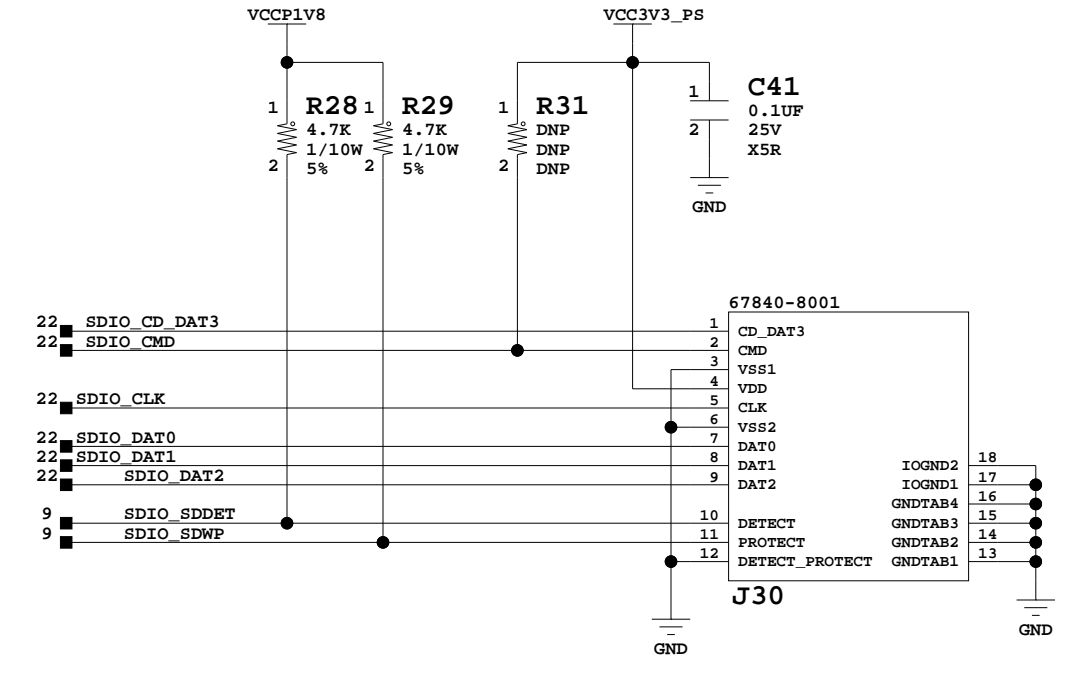 VCCP1V8
VCC3V3_PS
1 R28
4.7K
1/10W
2 5%
1 R29
4.7K
1/10W
2 5%
1 R31
DNP
DNP
2 DNP
1 C41
0.1UF
2 25V
X5R
GND
67840-8001
22 SDIO_CD_DAT3 1 CD_DAT3
22 SDIO_CMD 2 CMD
3 VSS1
4 VDD
22 SDIO_CLK 5 CLK
6 VSS2
22 SDIO_DAT0 7 DAT0
22 SDIO_DAT1 8 DAT1 IOGND2 18
22 SDIO_DAT2 9 DAT2 IOGND1 17
GNDTAB4 16
9 SDIO_SDDET 10 DETECT GNDTAB3 15
9 SDIO_SDWP 11 PROTECT GNDTAB2 14
12 DETECT_PROTECT GNDTAB1 13
J30
GND
GND